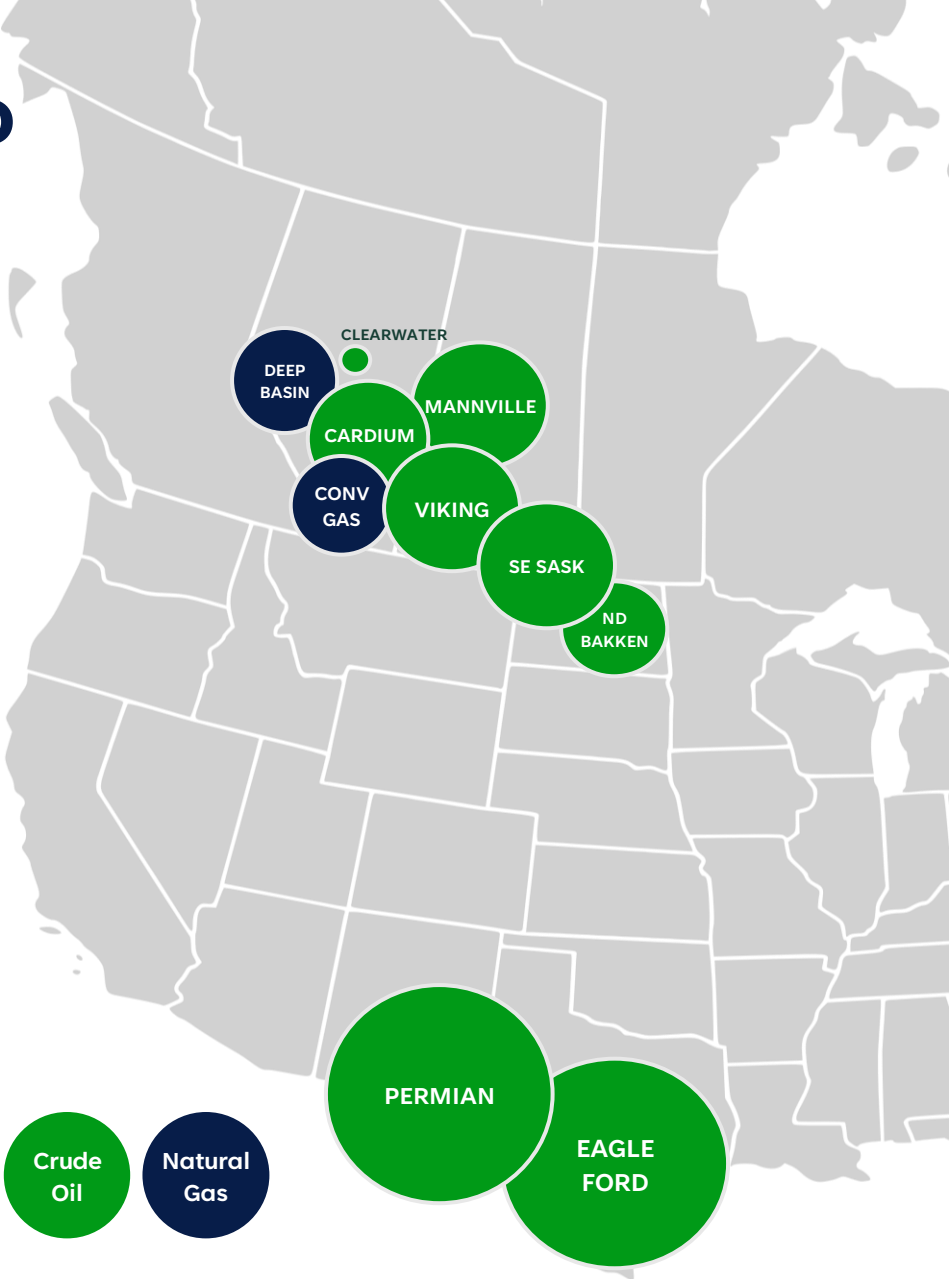 CLEARWATER
DEEP
BASIN
MANNVILLE
CARDIUM
CONV
GAS
VIKING
SE SASK
ND
BAKKEN
PERMIAN
EAGLE
FORD
Crude
Oil
Natural
Gas